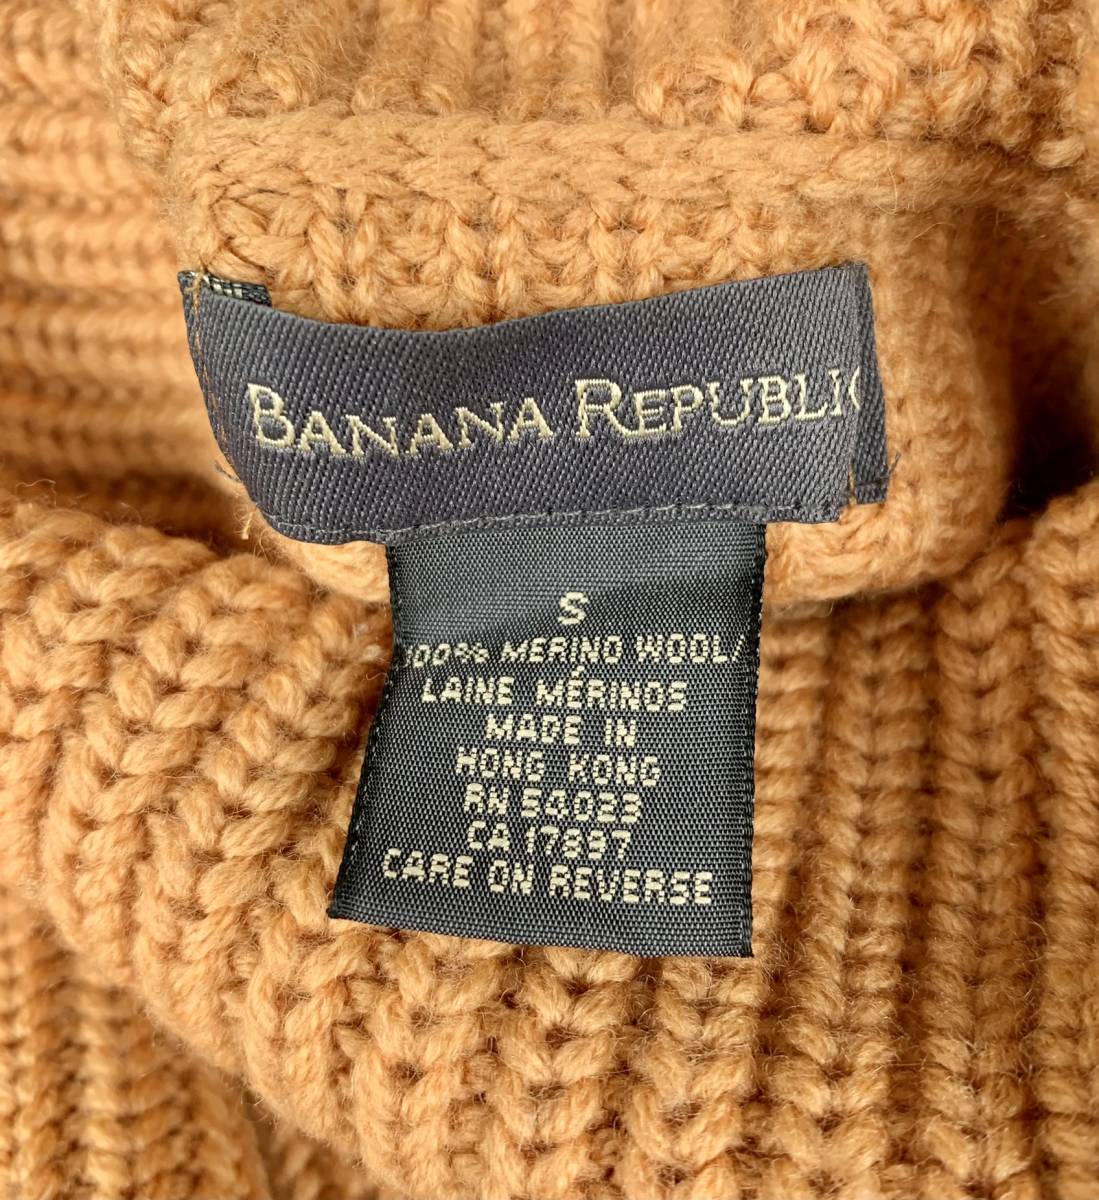 BANANA REPUBLIC
S
100% MERINO WOOL/
LAINE MÉRINOS
MADE IN
HONG KONG
RN 54023
CA 17897
CARE ON REVERSE